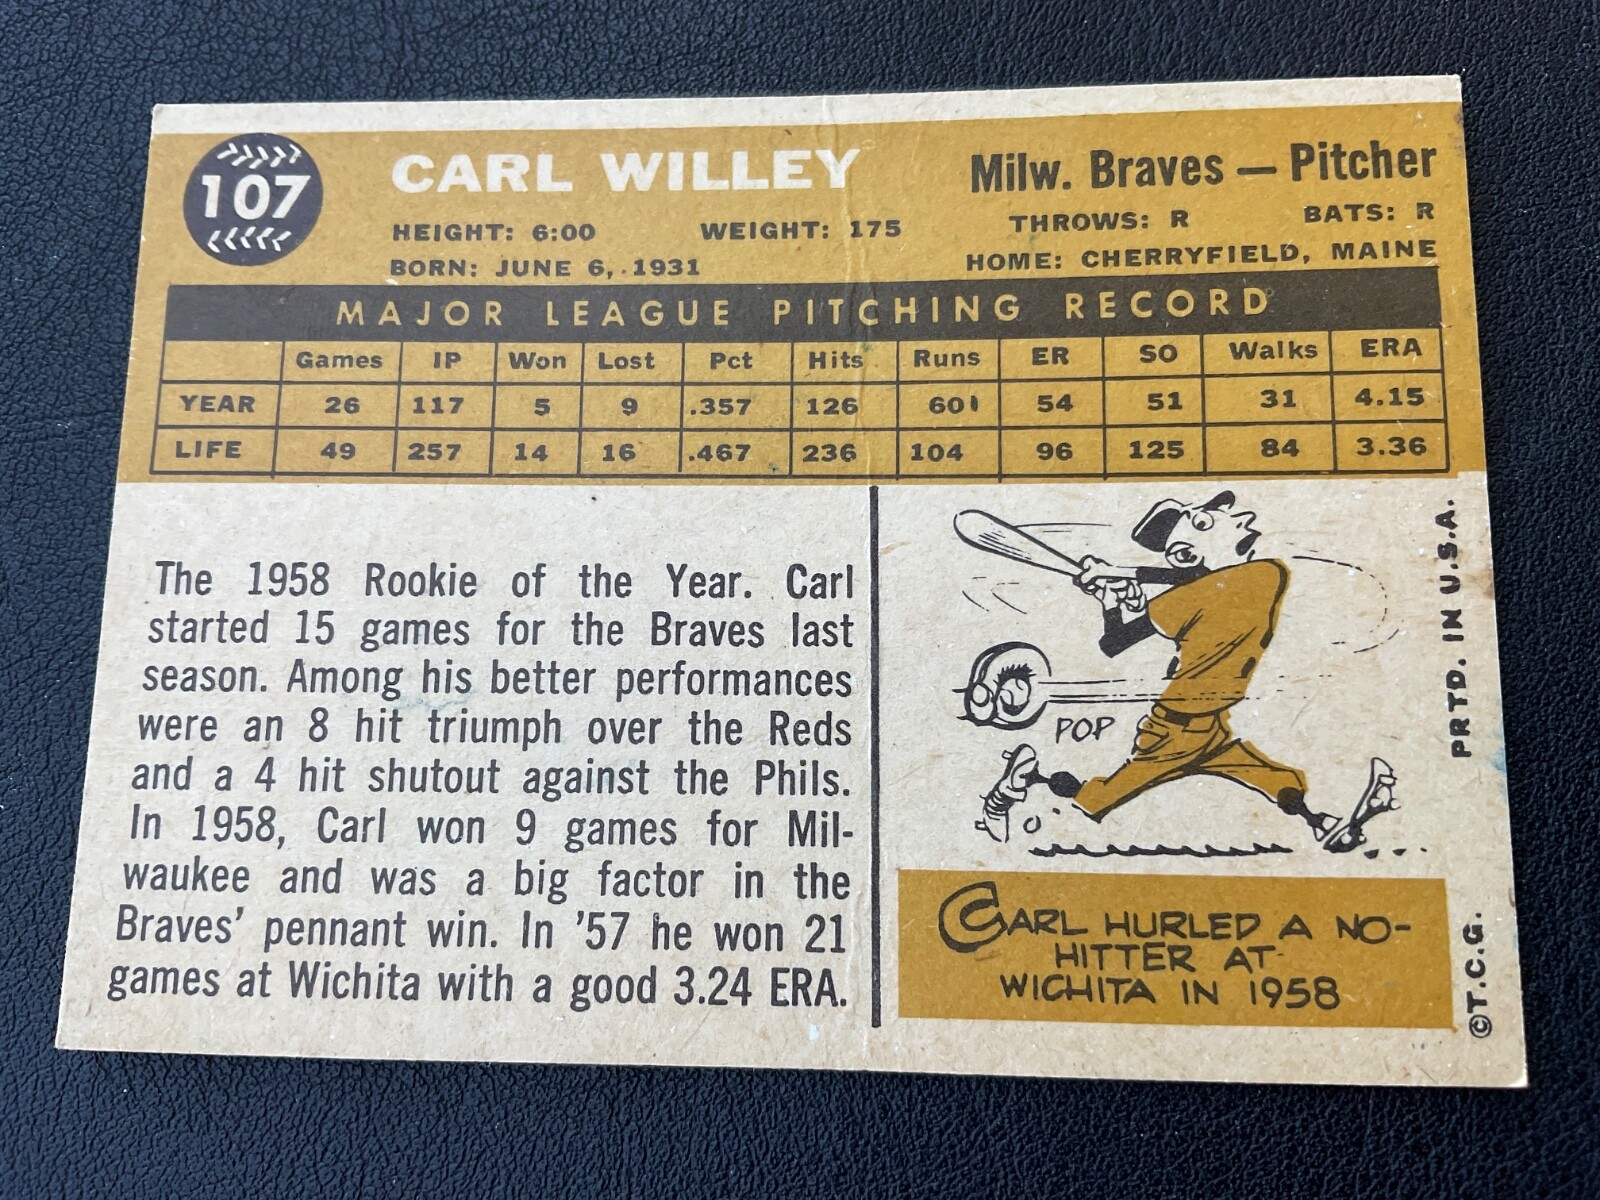 107
CARL WILLEY
Milw. Braves — Pitcher
HEIGHT: 6:00 WEIGHT: 175 THROWS: R BATS: R
BORN: JUNE 6, 1931 HOME: CHERRYFIELD, MAINE
MAJOR LEAGUE PITCHING RECORD
Games IP Won Lost Pct Hits Runs ER SO Walks ERA
YEAR 26 117 5 9 .357 126 60 54 51 31 4.15
LIFE 49 257 14 16 .467 236 104 96 125 84 3.36
The 1958 Rookie of the Year. Carl
started 15 games for the Braves last
season. Among his better performances
were an 8 hit triumph over the Reds
and a 4 hit shutout against the Phils.
In 1958, Carl won 9 games for Mil-
waukee and was a big factor in the
Braves' pennant win. In '57 he won 21
games at Wichita with a good 3.24 ERA.
POP
CARL HURLED A NO-
HITTER AT
WICHITA IN 1958
©T.C.G. PRTD. IN U.S.A.